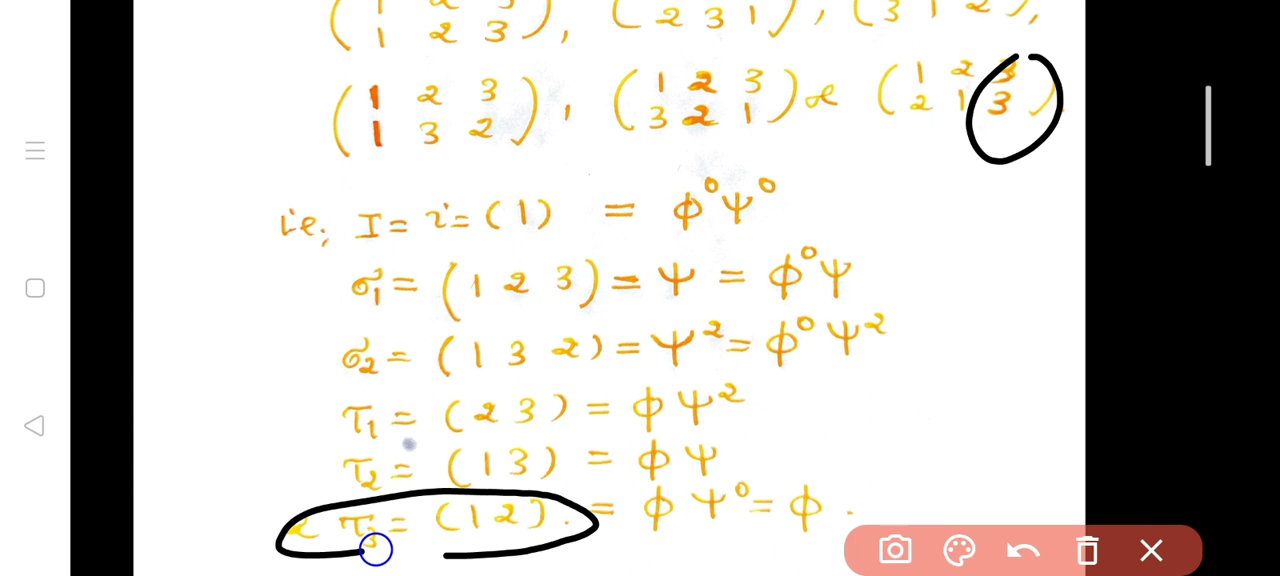 ( 1 2 3 ), ( 2 3 1 ), ( 3 1 2 ),
( 1 2 3 ), ( 1 2 3 ) & ( 1 2 3 )
1 3 2 3 2 1 2 1 3
i.e; I = i = (1) = φ⁰ψ⁰
σ₁ = (1 2 3) = ψ = φ⁰ψ
σ₂ = (1 3 2) = ψ² = φ⁰ψ²
τ₁ = (2 3) = φψ²
τ₂ = (1 3) = φψ
& τ₃ = (1 2). = φψ⁰ = φ.